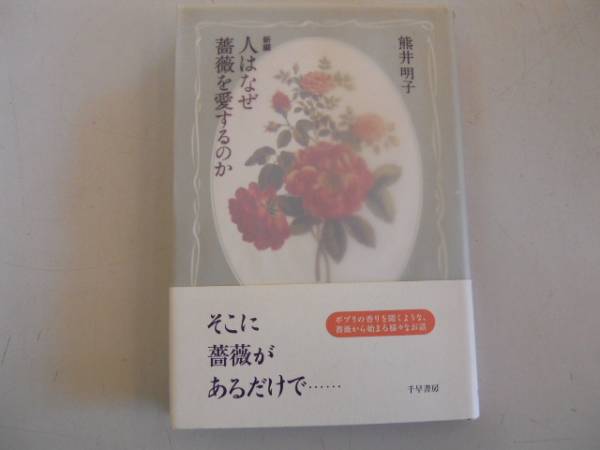 新編
人はなぜ
薔薇を愛するのか
熊井明子
そこに
薔薇が
あるだけで……
ポプリの香りを聞くような、
薔薇から始まる様々なお話
千早書房